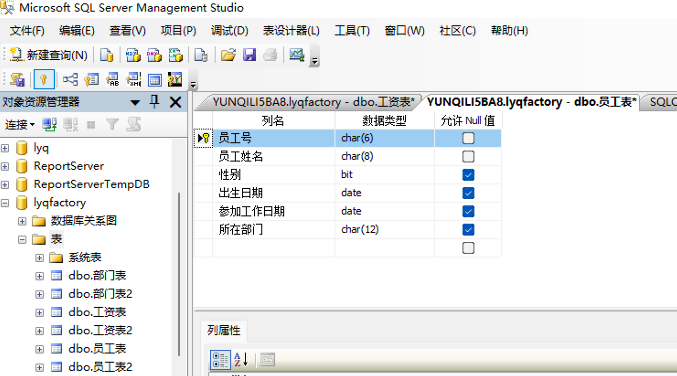 Microsoft SQL Server Management Studio
文件(F) 编辑(E) 查看(V) 项目(P) 调试(D) 表设计器(L) 工具(T) 窗口(W) 社区(C) 帮助(H)
新建查询(N)
对象资源管理器
连接
lyq
ReportServer
ReportServerTempDB
lyqfactory
数据库关系图
表
系统表
dbo.部门表
dbo.部门表2
dbo.工资表
dbo.工资表2
dbo.员工表
dbo.员工表2
YUNQILI5BA8.lyqfactory - dbo.工资表* YUNQILI5BA8.lyqfactory - dbo.员工表* SQLQ
列名 数据类型 允许 Null 值
员工号 char(6)
员工姓名 char(8)
性别 bit
出生日期 date
参加工作日期 date
所在部门 char(12)
列属性